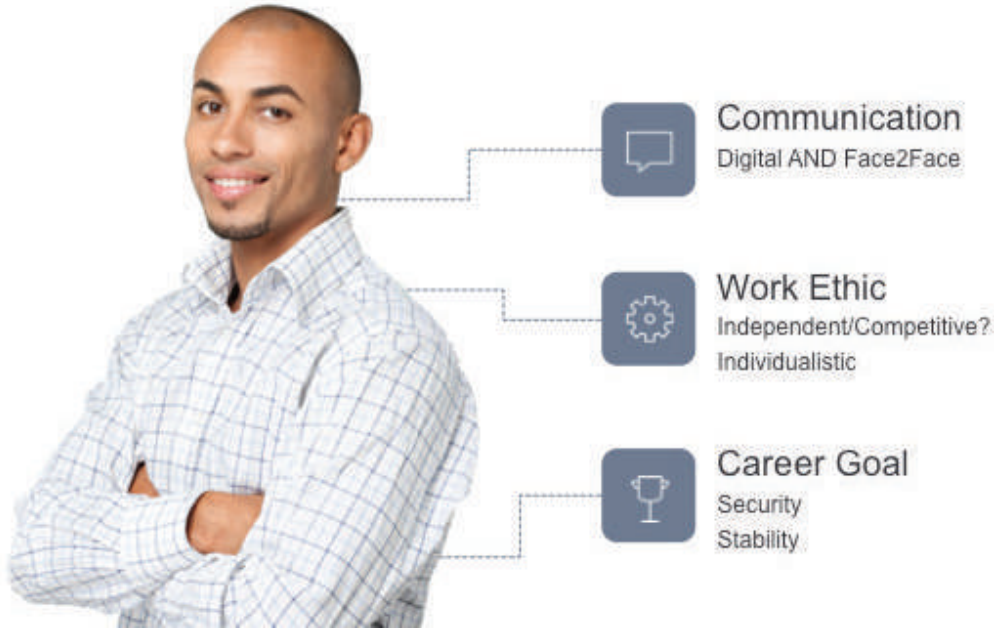 Communication
Digital AND Face2Face
Work Ethic
Independent/Competitive?
Individualistic
Career Goal
Security
Stability